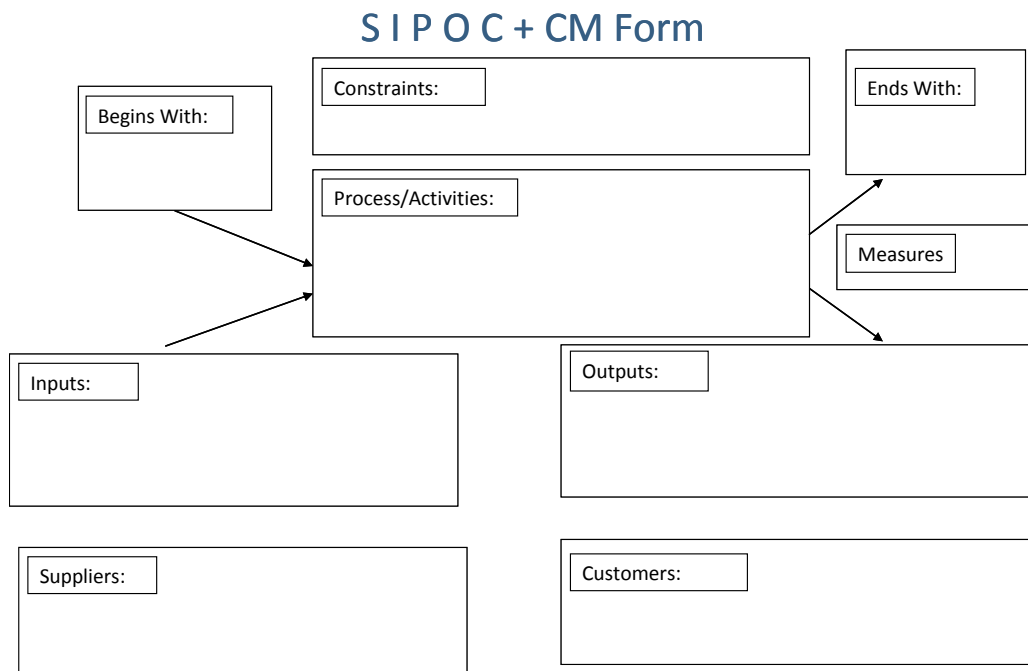 S I P O C + CM Form
Constraints:
Ends With:
Begins With:
Process/Activities:
Measures
Inputs:
Outputs:
Suppliers:
Customers: